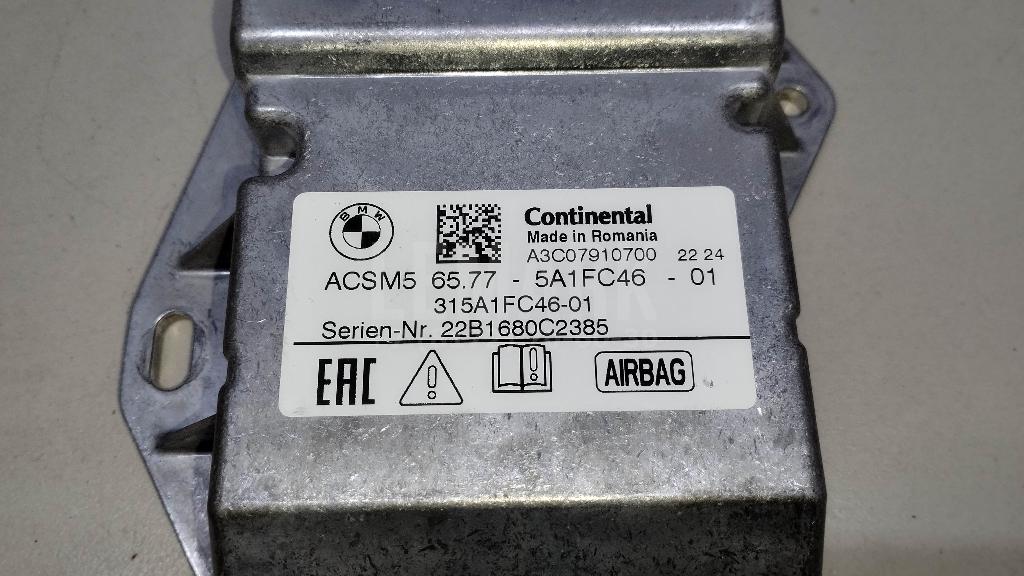 BMW
Continental
Made in Romania
A3C07910700 22 24
ACSM5 65.77 - 5A1FC46 - 01
315A1FC46-01
Serien-Nr. 22B1680C2385
EAC
AIRBAG